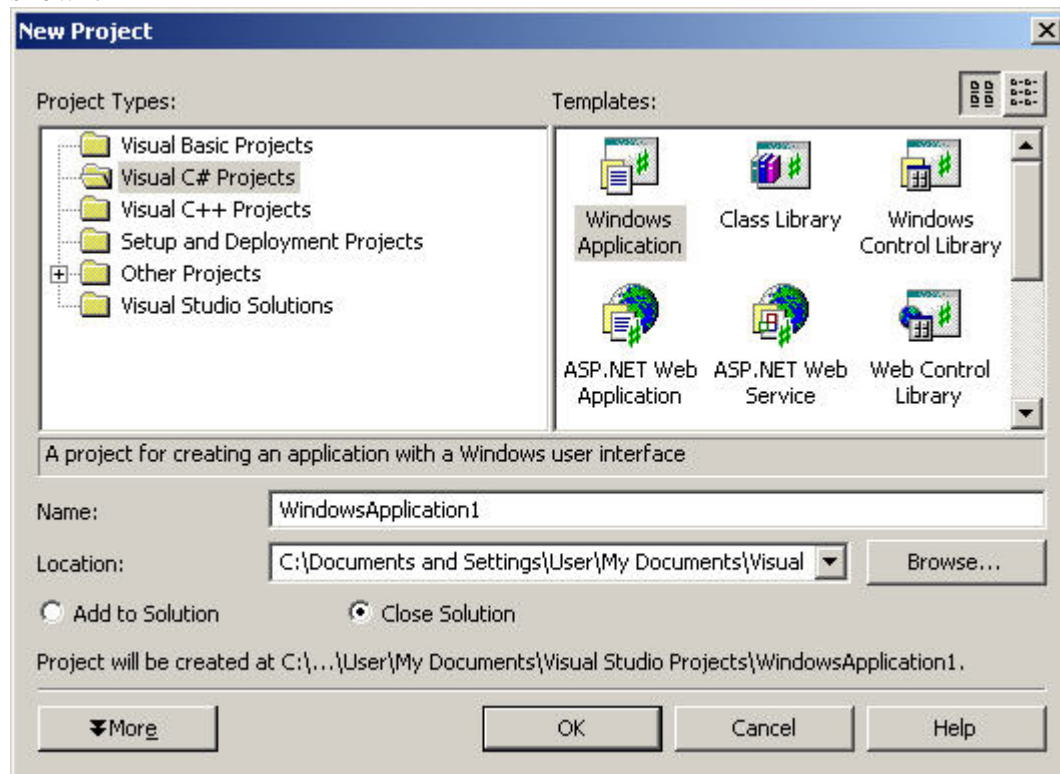 New Project
Project Types:
Templates:
Visual Basic Projects
Visual C# Projects
Visual C++ Projects
Setup and Deployment Projects
Other Projects
Visual Studio Solutions
Windows Application
Class Library
Windows Control Library
ASP.NET Web Application
ASP.NET Web Service
Web Control Library
A project for creating an application with a Windows user interface
Name:
WindowsApplication1
Location:
C:\Documents and Settings\User\My Documents\Visual
Browse...
Add to Solution
Close Solution
Project will be created at C:\...\User\My Documents\Visual Studio Projects\WindowsApplication1.
More
OK
Cancel
Help